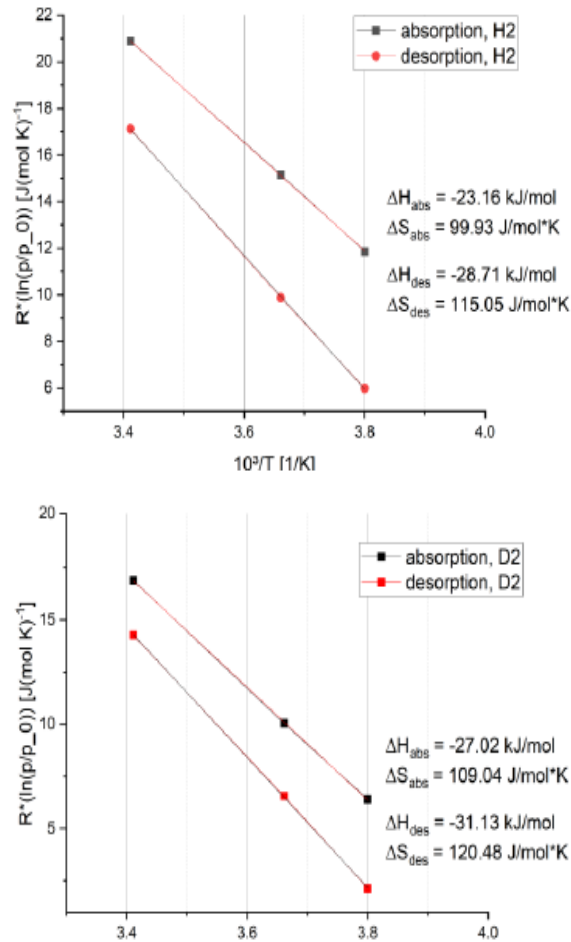 22
20
18
16
14
12
10
8
6
R*(ln(p/p_0)) [J(mol K)⁻¹]
absorption, H2
desorption, H2
ΔHabs = -23.16 kJ/mol
ΔSabs = 99.93 J/mol*K
ΔHdes = -28.71 kJ/mol
ΔSdes = 115.05 J/mol*K
3.4 3.6 3.8 4.0
10³/T [1/K]
20
15
10
5
R*(ln(p/p_0)) [J(mol K)⁻¹]
absorption, D2
desorption, D2
ΔHabs = -27.02 kJ/mol
ΔSabs = 109.04 J/mol*K
ΔHdes = -31.13 kJ/mol
ΔSdes = 120.48 J/mol*K
3.4 3.6 3.8 4.0